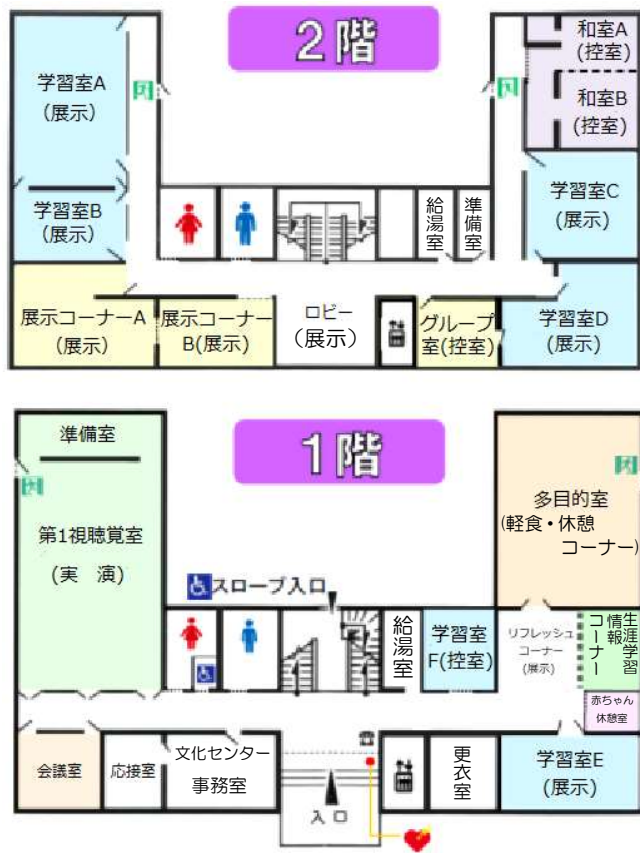 2階
学習室A
(展示)
和室A
(控室)
和室B
(控室)
学習室B
(展示)
給湯室
準備室
学習室C
(展示)
展示コーナーA
(展示)
展示コーナー
B(展示)
ロビー
(展示)
グループ
室(控室)
学習室D
(展示)
1階
準備室
第1視聴覚室
(実 演)
多目的室
(軽食・休憩
コーナー)
スロープ入口
給湯室
学習室
F(控室)
リフレッシュ
コーナー
(展示)
生涯学習
情報
コーナー
赤ちゃん
休憩室
会議室
応接室
文化センター
事務室
入口
更衣室
学習室E
(展示)